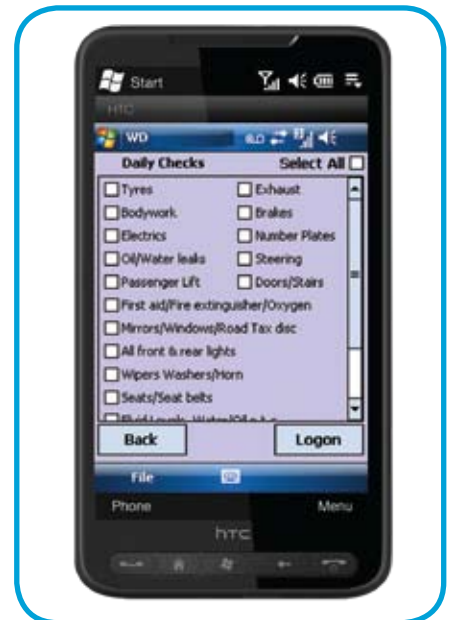 Start
HTC
WD
Daily Checks Select All
Tyres Exhaust
Bodywork Brakes
Electrics Number Plates
Oil/Water leaks Steering
Passenger Lift Doors/Stairs
First aid/Fire extinguisher/Oxygen
Mirrors/Windows/Road Tax disc
All front & rear lights
Wipers Washers/Horn
Seats/Seat belts
Back Logon
File
Phone Menu
hTC